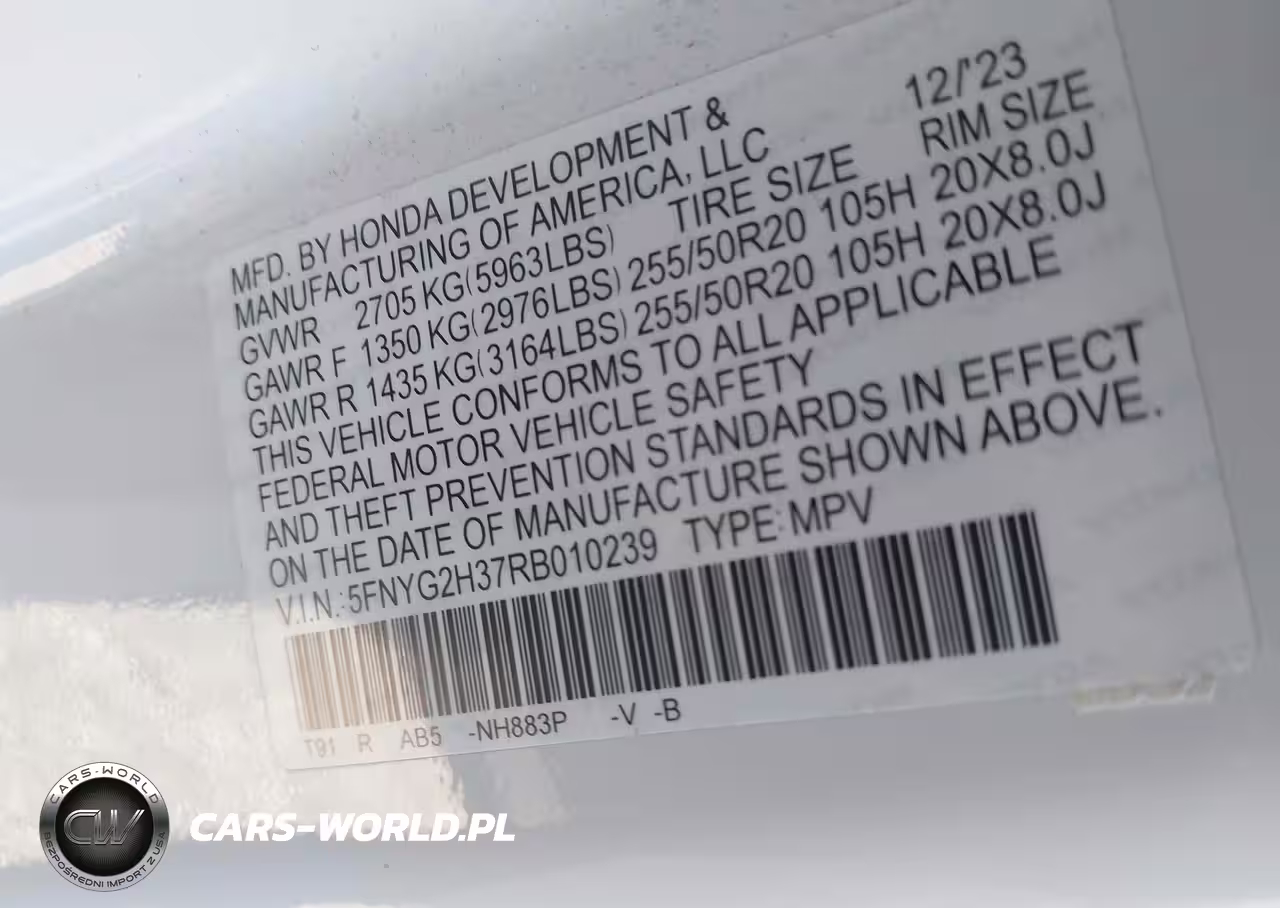 12/'23
MFD. BY HONDA DEVELOPMENT &
MANUFACTURING OF AMERICA, LLC
GVWR 2705 KG(5963LBS) TIRE SIZE RIM SIZE
GAWR F 1350 KG(2976LBS) 255/50R20 105H 20X8.0J
GAWR R 1435 KG(3164LBS) 255/50R20 105H 20X8.0J
THIS VEHICLE CONFORMS TO ALL APPLICABLE
FEDERAL MOTOR VEHICLE SAFETY
AND THEFT PREVENTION STANDARDS IN EFFECT
ON THE DATE OF MANUFACTURE SHOWN ABOVE.
V.I.N.: 5FNYG2H37RB010239 TYPE: MPV
T91 R AB5 -NH883P -V -B
CARS-WORLD
CW
BEZPOŚREDNI IMPORT Z USA
CARS-WORLD.PL